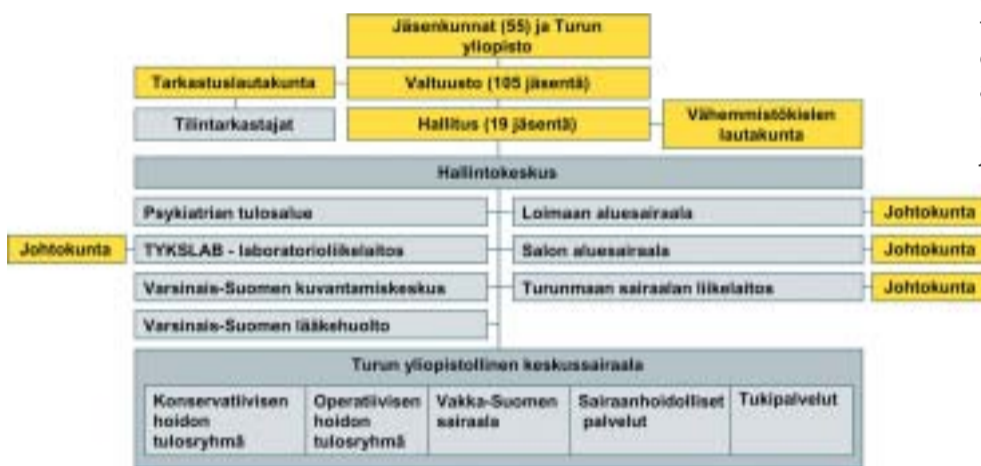 Jäsenkunnat (55) ja Turun
yliopisto
Tarkastuslautakunta
Valtuusto (105 jäsentä)
Tilintarkastajat
Hallitus (19 jäsentä)
Vähemmistökielen
lautakunta
Hallintokeskus
Psykiatrian tulosalue
Loimaan aluesairaala
Johtokunta
Johtokunta
TYKSLAB - laboratorioliikelaitos
Salon aluesairaala
Johtokunta
Varsinais-Suomen kuvantamiskeskus
Turunmaan sairaalan liikelaitos
Johtokunta
Varsinais-Suomen lääkehuolto
Turun yliopistollinen keskussairaala
Konservatiivisen
hoidon
tulosryhmä
Operatiivisen
hoidon
tulosryhmä
Vakka-Suomen
sairaala
Sairaanhoidolliset
palvelut
Tukipalvelut